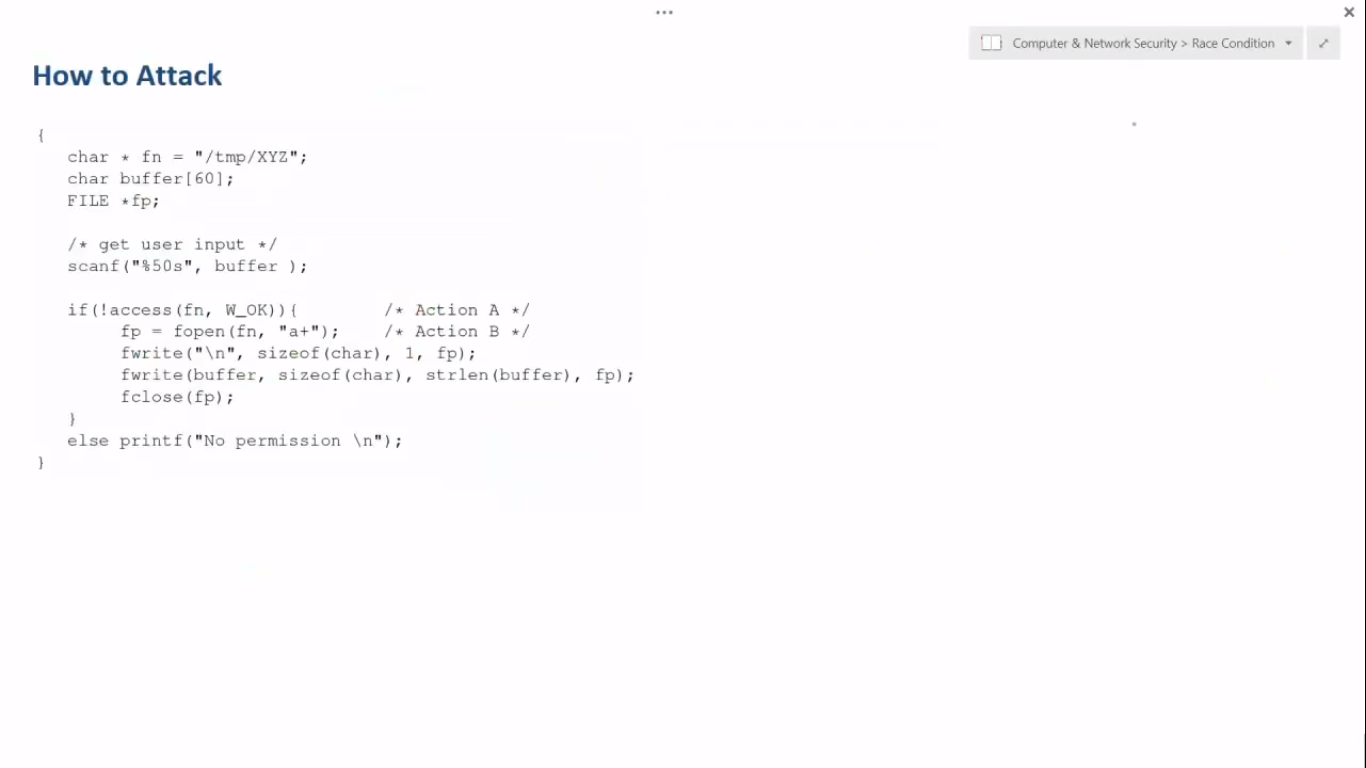 Computer & Network Security > Race Condition
How to Attack
{
char * fn = "/tmp/XYZ";
char buffer[60];
FILE *fp;
/* get user input */
scanf("%50s", buffer );
if(!access(fn, W_OK)){ /* Action A */
fp = fopen(fn, "a+"); /* Action B */
fwrite("\n", sizeof(char), 1, fp);
fwrite(buffer, sizeof(char), strlen(buffer), fp);
fclose(fp);
}
else printf("No permission \n");
}